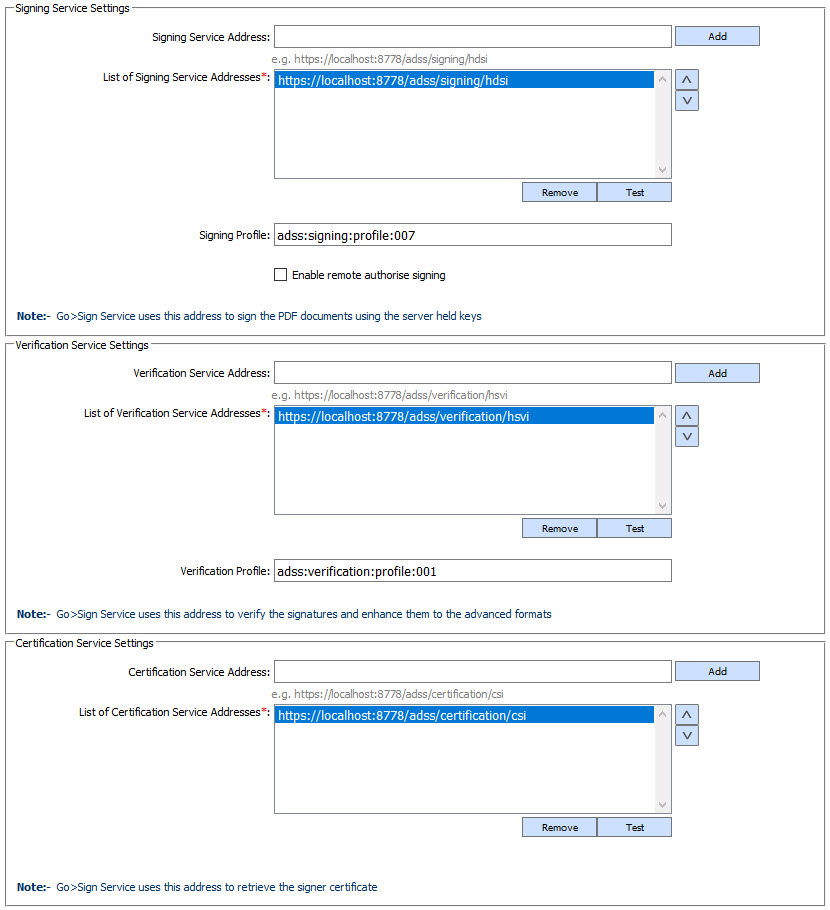 Signing Service Settings
Signing Service Address: Add
e.g. https://localhost:8778/adss/signing/hdsi
List of Signing Service Addresses*: https://localhost:8778/adss/signing/hdsi
Remove Test
Signing Profile: adss:signing:profile:007
Enable remote authorise signing
Note:- Go>Sign Service uses this address to sign the PDF documents using the server held keys
Verification Service Settings
Verification Service Address: Add
e.g. https://localhost:8778/adss/verification/hsvi
List of Verification Service Addresses*: https://localhost:8778/adss/verification/hsvi
Remove Test
Verification Profile: adss:verification:profile:001
Note:- Go>Sign Service uses this address to verify the signatures and enhance them to the advanced formats
Certification Service Settings
Certification Service Address: Add
e.g. https://localhost:8778/adss/certification/csi
List of Certification Service Addresses*: https://localhost:8778/adss/certification/csi
Remove Test
Note:- Go>Sign Service uses this address to retrieve the signer certificate